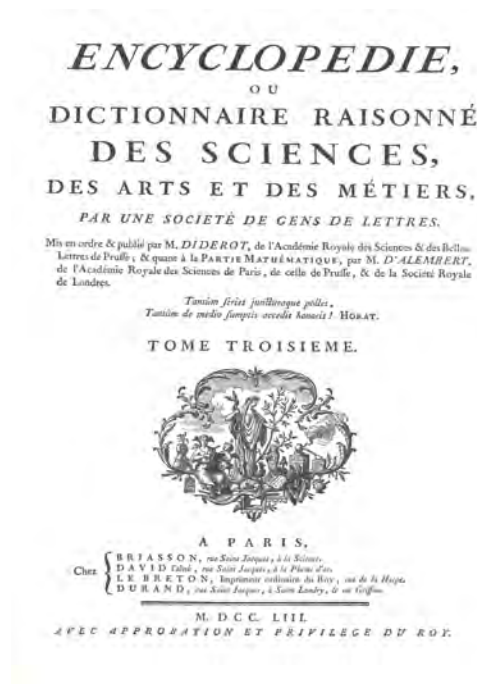 ENCYCLOPEDIE,
OU
DICTIONNAIRE RAISONNÉ
DES SCIENCES,
DES ARTS ET DES MÉTIERS,
PAR UNE SOCIETÉ DE GENS DE LETTRES.
Mis en ordre & publié par M. DIDEROT, de l'Académie Royale des Sciences & des Belles-
Lettres de Prusse ; & quant à la PARTIE MATHÉMATIQUE, par M. D'ALEMBERT,
de l'Académie Royale des Sciences de Paris, de celle de Prusse, & de la Societé Royale
de Londres.
Tantùm series juncturaque pollet,
Tantùm de medio sumptis accedit honoris ! HORAT.
TOME TROISIEME.
A PARIS,
Chez
BRIASSON, rue Saint Jacques, à la Science.
DAVID l'aîné, rue Saint Jacques, à la Plume d'or.
LE BRETON, Imprimeur ordinaire du Roy, rue de la Harpe.
DURAND, rue Saint Jacques, à Saint Landry, & au Griffon.
M. DCC. LIII.
AVEC APPROBATION ET PRIVILEGE DU ROY.